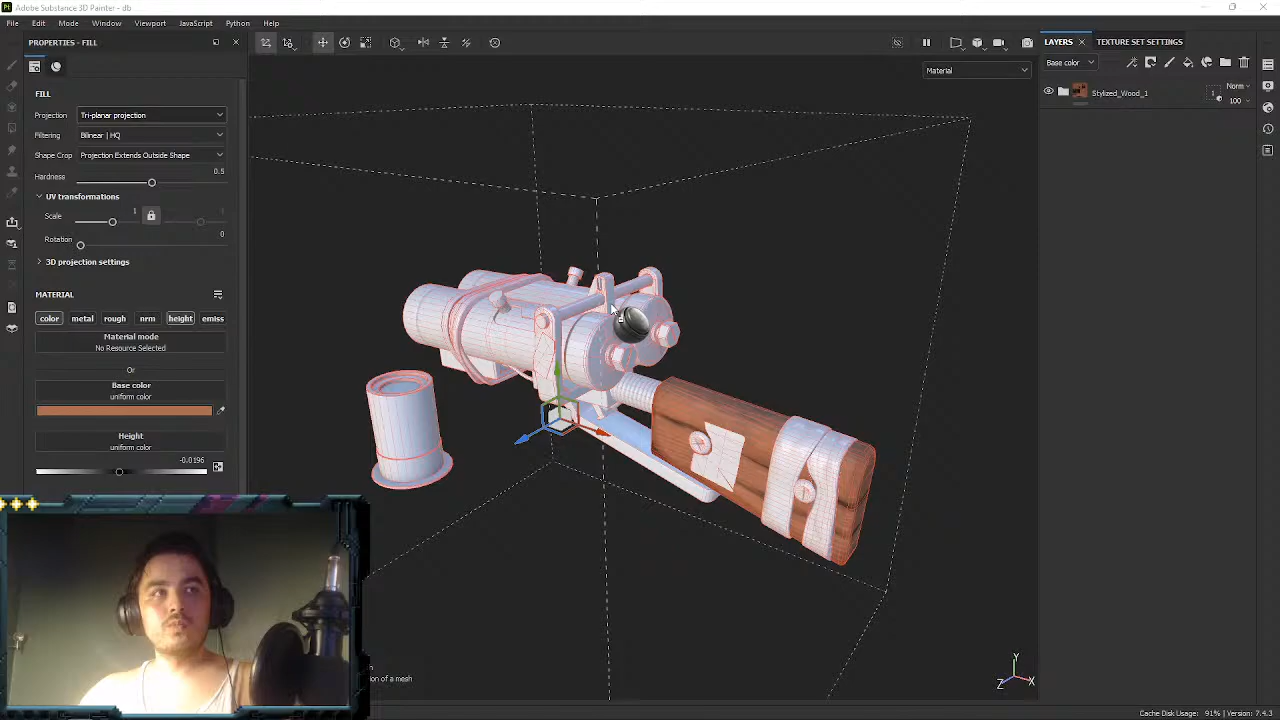 Pt Adobe Substance 3D Painter - db
File Edit Mode Window Viewport JavaScript Python Help
PROPERTIES - FILL
LAYERS
TEXTURE SET SETTINGS
Base color
Material
Norm
Stylized_Wood_1
1
100
FILL
Projection Tri-planar projection
Filtering Bilinear | HQ
Shape Crop Projection Extends Outside Shape
Hardness 0.5
UV transformations
Scale 1 1
Rotation 0
3D projection settings
MATERIAL
color metal rough nrm height emiss
Material mode
No Resource Selected
Or
Base color
uniform color
Height
uniform color
-0.0196
ion of a mesh
Y
Z X
Cache Disk Usage: 91% | Version: 7.4.3